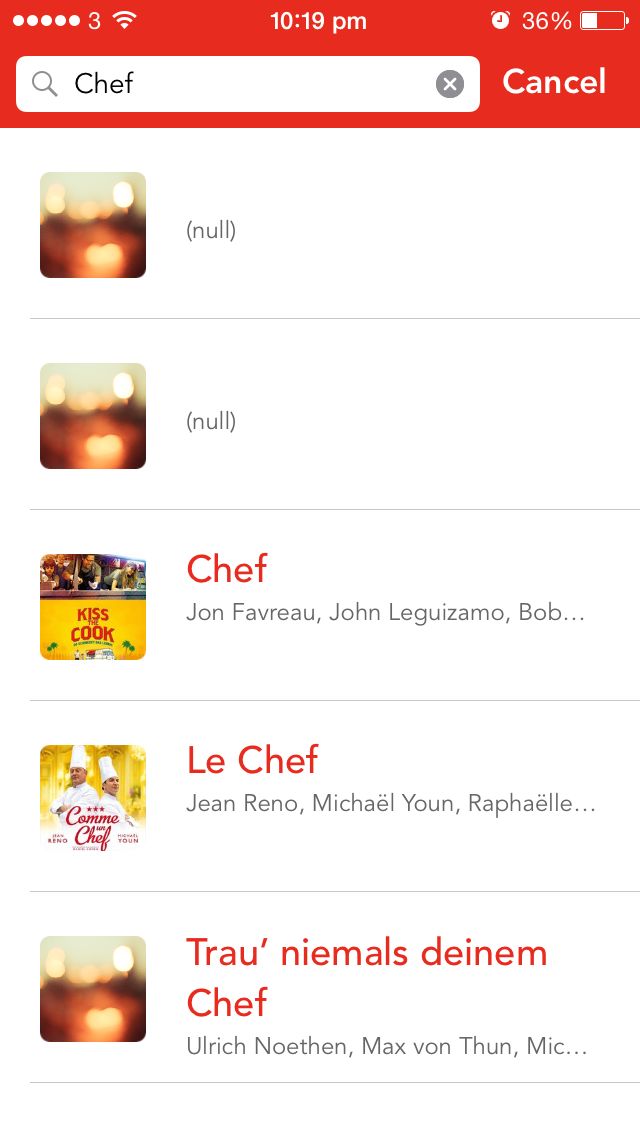 3 10:19 pm 36%
Chef Cancel
(null)
(null)
KISS
THE
COOK
Chef
Jon Favreau, John Leguizamo, Bob…
Comme
un
Chef
JEAN
RENO
MICHAËL
YOUN
Le Chef
Jean Reno, Michaël Youn, Raphaëlle…
Trau’ niemals deinem
Chef
Ulrich Noethen, Max von Thun, Mic…